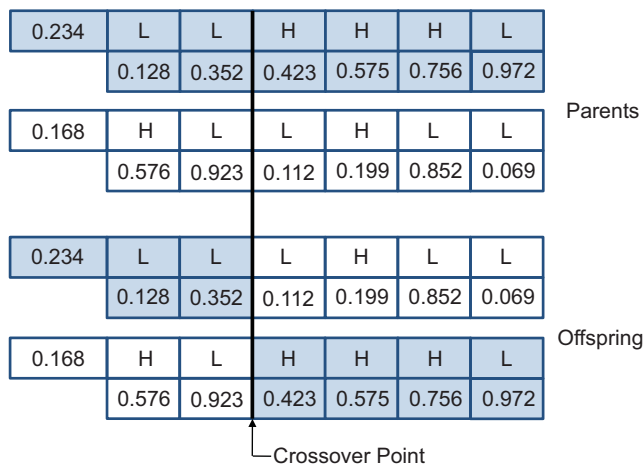 0.234 L L H H H L
0.128 0.352 0.423 0.575 0.756 0.972
Parents
0.168 H L L H L L
0.576 0.923 0.112 0.199 0.852 0.069
0.234 L L L H L L
0.128 0.352 0.112 0.199 0.852 0.069
Offspring
0.168 H L H H H L
0.576 0.923 0.423 0.575 0.756 0.972
Crossover Point